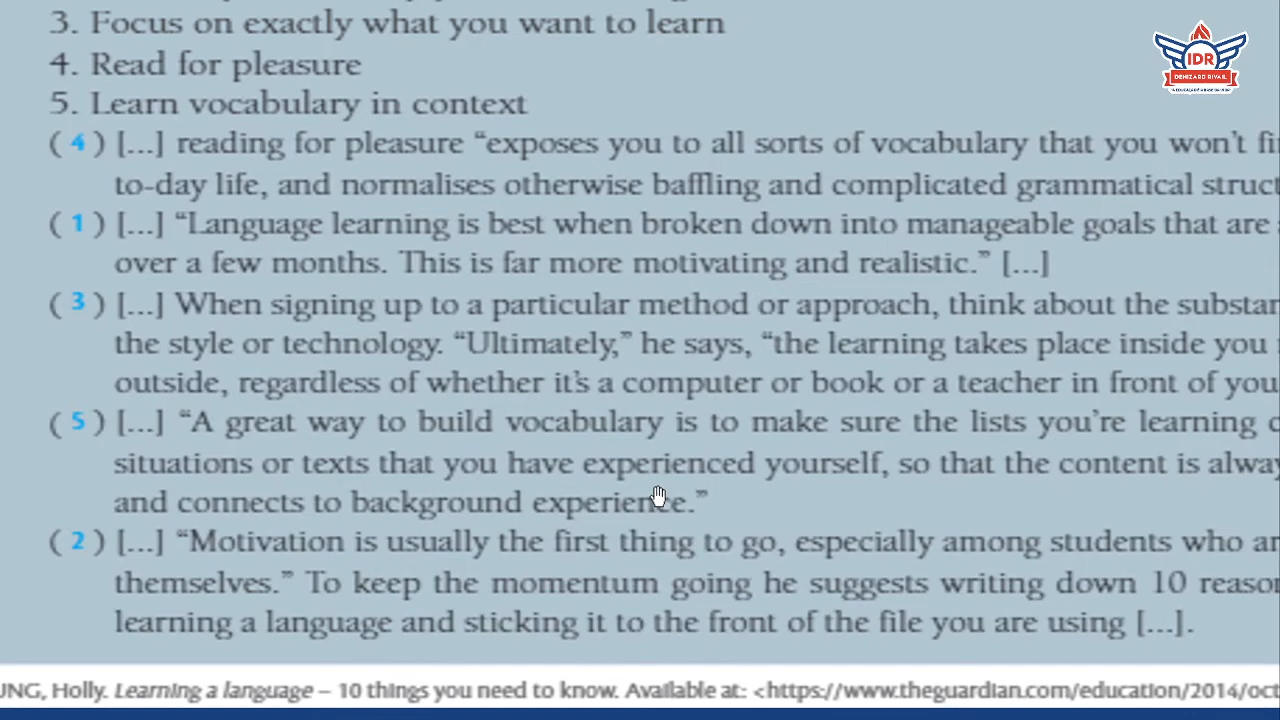 3. Focus on exactly what you want to learn
4. Read for pleasure
5. Learn vocabulary in context
( 4 ) [...] reading for pleasure “exposes you to all sorts of vocabulary that you won’t
to-day life, and normalises otherwise baffling and complicated grammatical
( 1 ) [...] “Language learning is best when broken down into manageable goals that are
over a few months. This is far more motivating and realistic.” [...]
( 3 ) [...] When signing up to a particular method or approach, think about the
the style or technology. “Ultimately,” he says, “the learning takes place inside you
outside, regardless of whether it’s a computer or book or a teacher in front of you
( 5 ) [...] “A great way to build vocabulary is to make sure the lists you’re learning
situations or texts that you have experienced yourself, so that the content is
and connects to background experience.”
( 2 ) [...] “Motivation is usually the first thing to go, especially among students who
themselves.” To keep the momentum going he suggests writing down 10
learning a language and sticking it to the front of the file you are using [...].
Holly. Learning a language – 10 things you need to know. Available at: <https://www.theguardian.com/education/2014/oct
IDR
DENIZARD RIVAIL